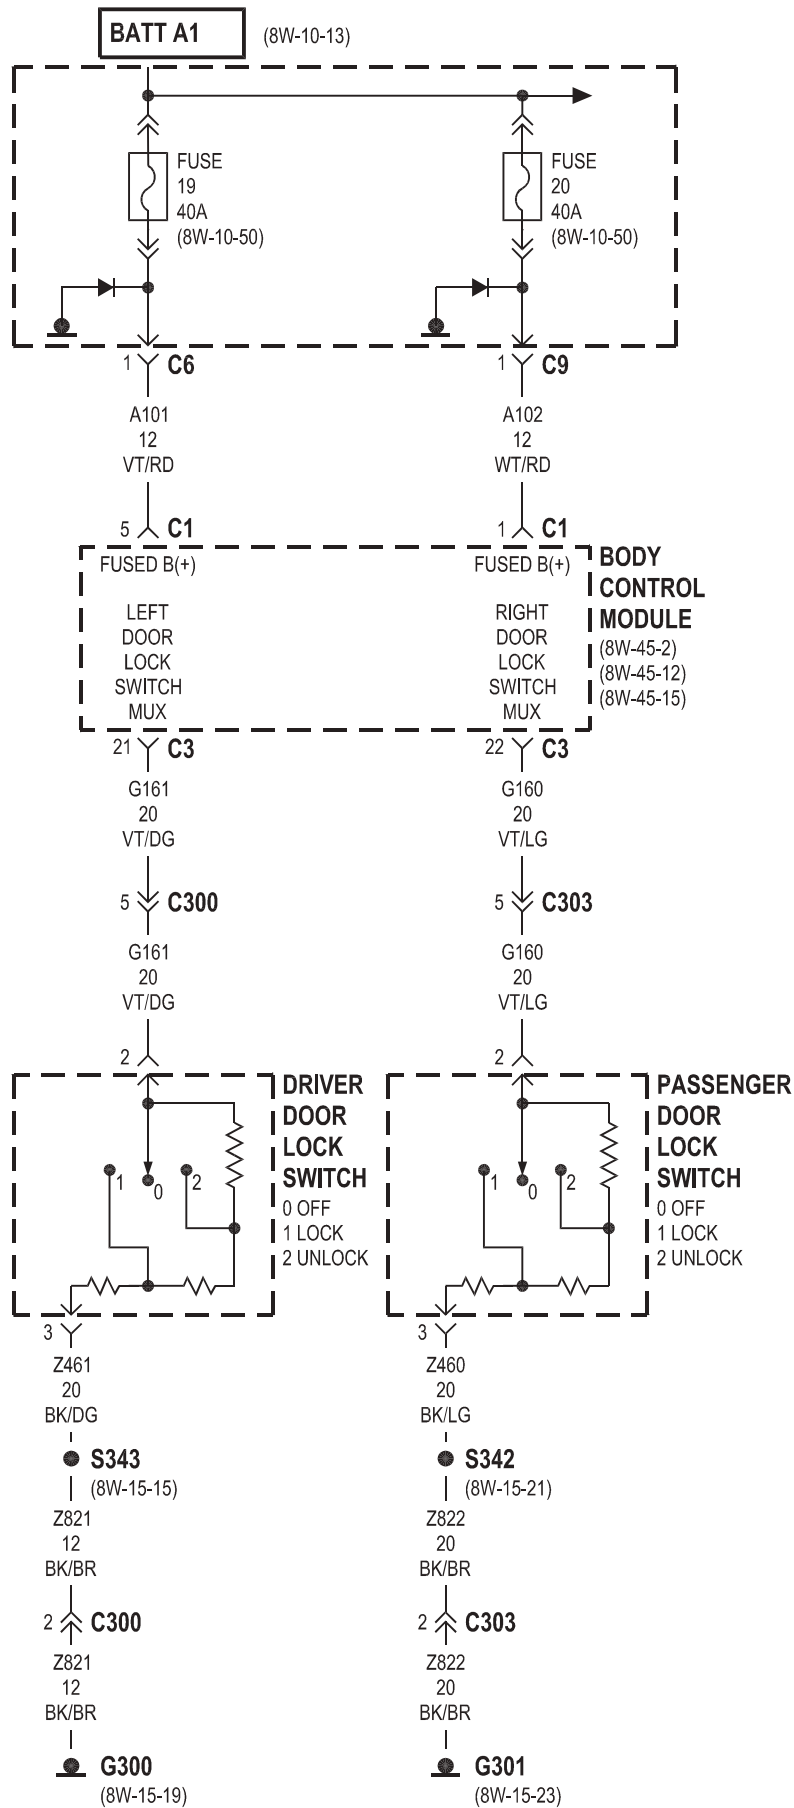 BATT A1 (8W-10-13)
FUSE
19
40A
(8W-10-50)
FUSE
20
40A
(8W-10-50)
1 C6
1 C9
A101
12
VT/RD
A102
12
WT/RD
5 C1
1 C1
FUSED B(+)
LEFT
DOOR
LOCK
SWITCH
MUX
FUSED B(+)
RIGHT
DOOR
LOCK
SWITCH
MUX
BODY
CONTROL
MODULE
(8W-45-2)
(8W-45-12)
(8W-45-15)
21 C3
22 C3
G161
20
VT/DG
G160
20
VT/LG
5 C300
5 C303
G161
20
VT/DG
G160
20
VT/LG
2
2
1
0
2
DRIVER
DOOR
LOCK
SWITCH
0 OFF
1 LOCK
2 UNLOCK
1
0
2
PASSENGER
DOOR
LOCK
SWITCH
0 OFF
1 LOCK
2 UNLOCK
3
3
Z461
20
BK/DG
Z460
20
BK/LG
S343
(8W-15-15)
S342
(8W-15-21)
Z821
12
BK/BR
Z822
20
BK/BR
2 C300
2 C303
Z821
12
BK/BR
Z822
20
BK/BR
G300
(8W-15-19)
G301
(8W-15-23)